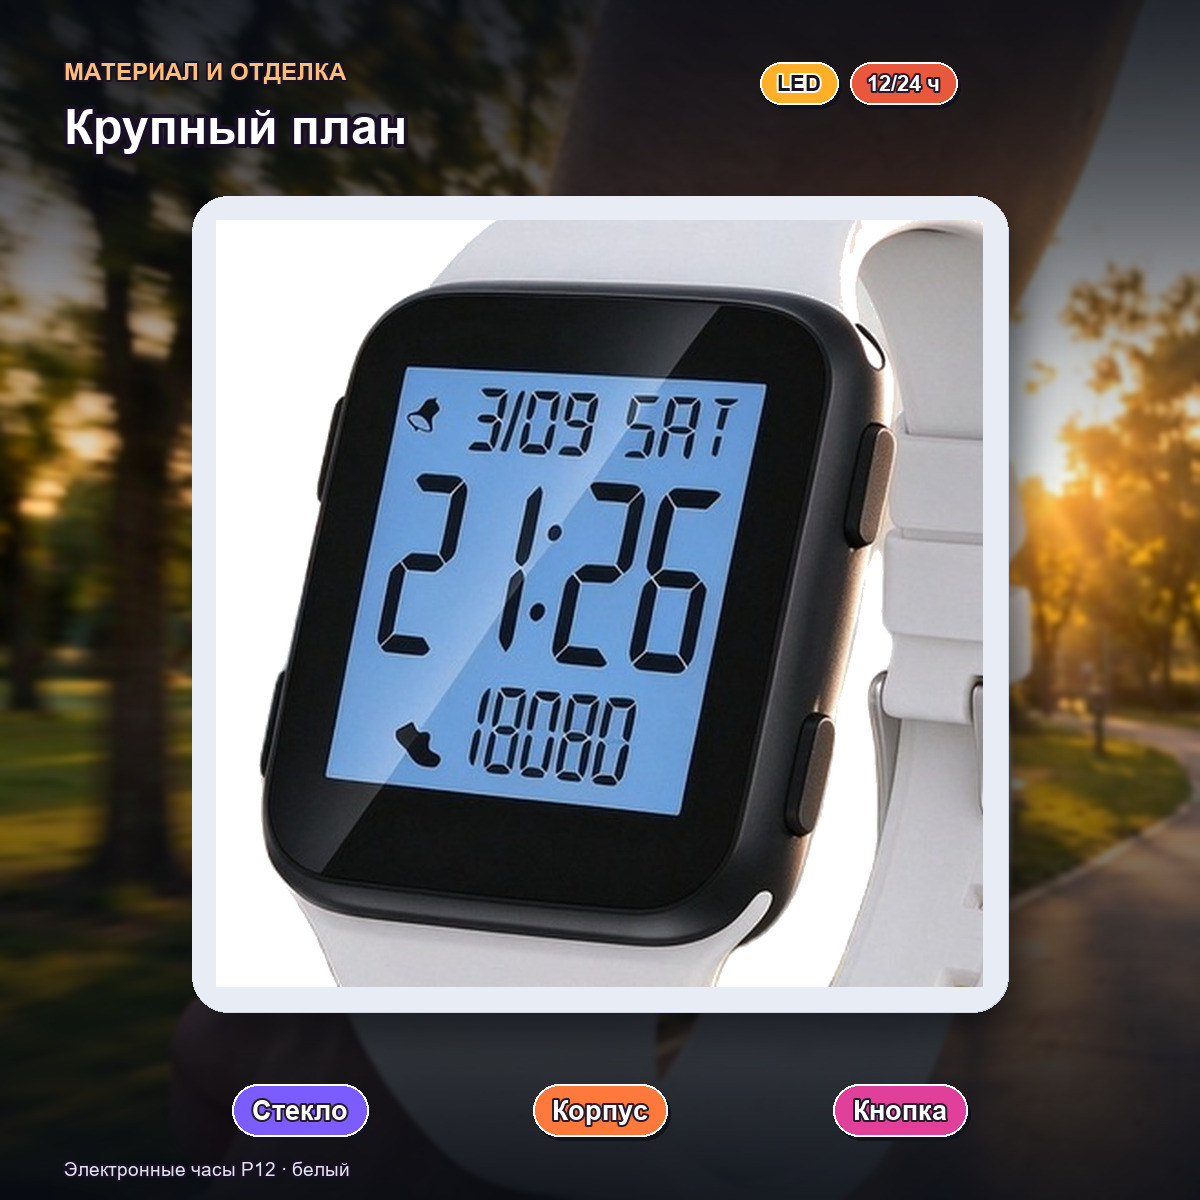 МАТЕРИАЛ И ОТДЕЛКА
Крупный план
LED
12/24 ч
3/09 SAT
21:26
18080
Стекло
Корпус
Кнопка
Электронные часы P12 · белый